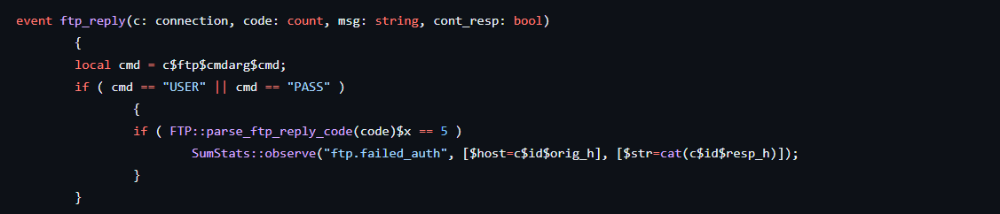 event ftp_reply(c: connection, code: count, msg: string, cont_resp: bool)
{
local cmd = c$ftp$cmdarg$cmd;
if ( cmd == "USER" || cmd == "PASS" )
{
if ( FTP::parse_ftp_reply_code(code)$x == 5 )
SumStats::observe("ftp.failed_auth", [$host=c$id$orig_h], [$str=cat(c$id$resp_h)]);
}
}